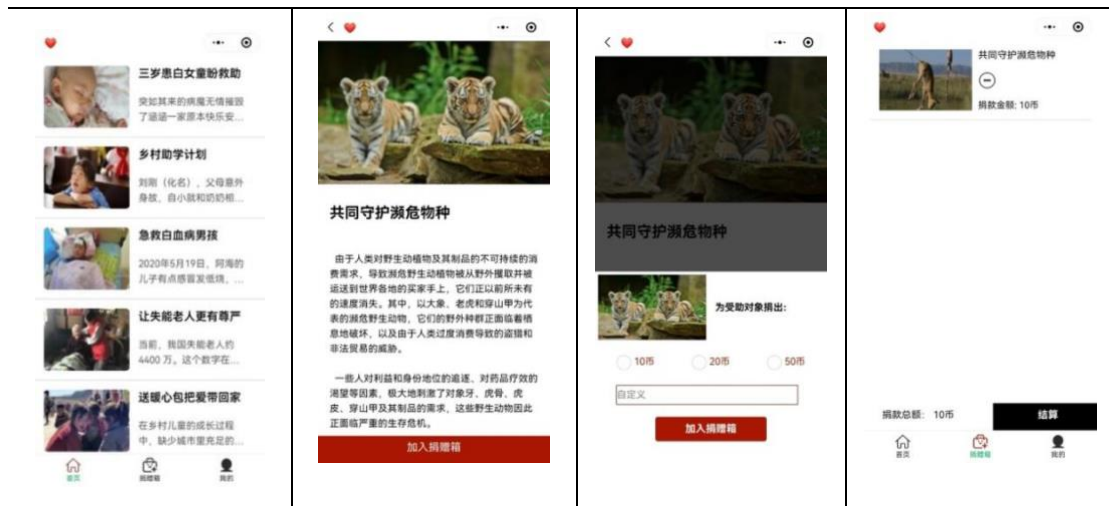 三岁患白女童盼救助
突如其来的病魔无情摧毁
了逼逼一家原本快乐安...
乡村助学计划
刘刚（化名），父母意外
身故，自小就和奶奶相...
急救白血病男孩
2020年5月19日，阿海的
儿子有点感冒发低烧，...
让失能老人更有尊严
当前，我国失能老人约
4400 万。这个数字在...
送暖心包把爱带回家
在乡村儿童的成长过程
中，缺少城市里充足的...
首页
捐赠箱
我的
共同守护濒危物种
由于人类对野生动植物及其制品的不可持续的消
费需求，导致濒危野生动植物被从野外攫取并被
运送到世界各地的买家手上，它们正以前所未有
的速度消失。其中，以大象、老虎和穿山甲为代
表的濒危野生动物，它们的野外种群正面临着栖
息地破坏，以及由于人类过度消费导致的盗猎和
非法贸易的威胁。
一些人对利益和身份地位的追逐、对药品疗效的
渴望等因素，极大地刺激了对象牙、虎骨、虎
皮、穿山甲及其制品的需求，这些野生动物因此
正面临严重的生存危机。
加入捐赠箱
共同守护濒危物种
为受助对象捐出：
10币
20币
50币
自定义
加入捐赠箱
共同守护濒危物种
捐款金额: 10币
捐款总额： 10币
结算
首页
捐赠箱
我的